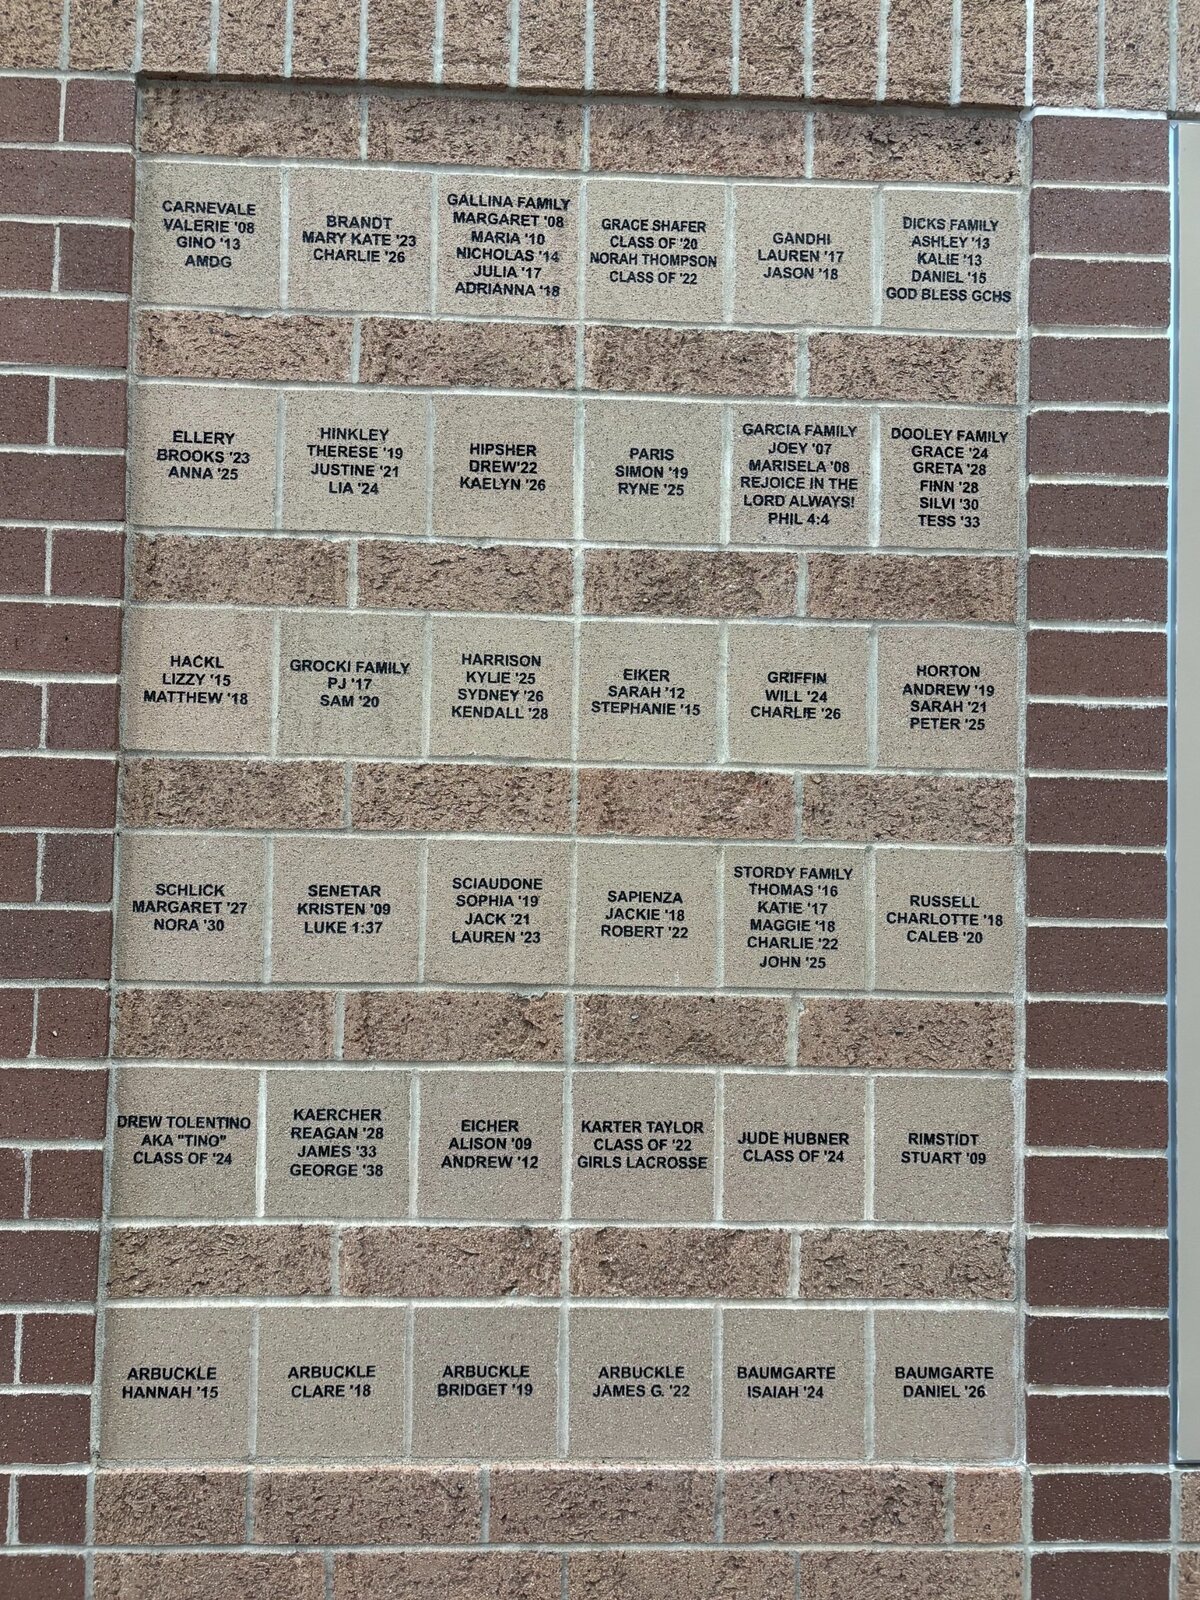 CARNEVALE
VALERIE '08
GINO '13
AMDG
BRANDT
MARY KATE '23
CHARLIE '26
GALLINA FAMILY
MARGARET '08
MARIA '10
NICHOLAS '14
JULIA '17
ADRIANNA '18
GRACE SHAFER
CLASS OF '20
NORAH THOMPSON
CLASS OF '22
GANDHI
LAUREN '17
JASON '18
DICKS FAMILY
ASHLEY '13
KALIE '13
DANIEL '15
GOD BLESS GCHS
ELLERY
BROOKS '23
ANNA '25
HINKLEY
THERESE '19
JUSTINE '21
LIA '24
HIPSHER
DREW'22
KAELYN '26
PARIS
SIMON '19
RYNE '25
GARCIA FAMILY
JOEY '07
MARISELA '08
REJOICE IN THE
LORD ALWAYS!
PHIL 4:4
DOOLEY FAMILY
GRACE '24
GRETA '28
FINN '28
SILVI '30
TESS '33
HACKL
LIZZY '15
MATTHEW '18
GROCKI FAMILY
PJ '17
SAM '20
HARRISON
KYLIE '25
SYDNEY '26
KENDALL '28
EIKER
SARAH '12
STEPHANIE '15
GRIFFIN
WILL '24
CHARLIE '26
HORTON
ANDREW '19
SARAH '21
PETER '25
SCHLICK
MARGARET '27
NORA '30
SENETAR
KRISTEN '09
LUKE 1:37
SCIAUDONE
SOPHIA '19
JACK '21
LAUREN '23
SAPIENZA
JACKIE '18
ROBERT '22
STORDY FAMILY
THOMAS '16
KATIE '17
MAGGIE '18
CHARLIE '22
JOHN '25
RUSSELL
CHARLOTTE '18
CALEB '20
DREW TOLENTINO
AKA "TINO"
CLASS OF '24
KAERCHER
REAGAN '28
JAMES '33
GEORGE '38
EICHER
ALISON '09
ANDREW '12
KARTER TAYLOR
CLASS OF '22
GIRLS LACROSSE
JUDE HUBNER
CLASS OF '24
RIMSTIDT
STUART '09
ARBUCKLE
HANNAH '15
ARBUCKLE
CLARE '18
ARBUCKLE
BRIDGET '19
ARBUCKLE
JAMES G. '22
BAUMGARTE
ISAIAH '24
BAUMGARTE
DANIEL '26